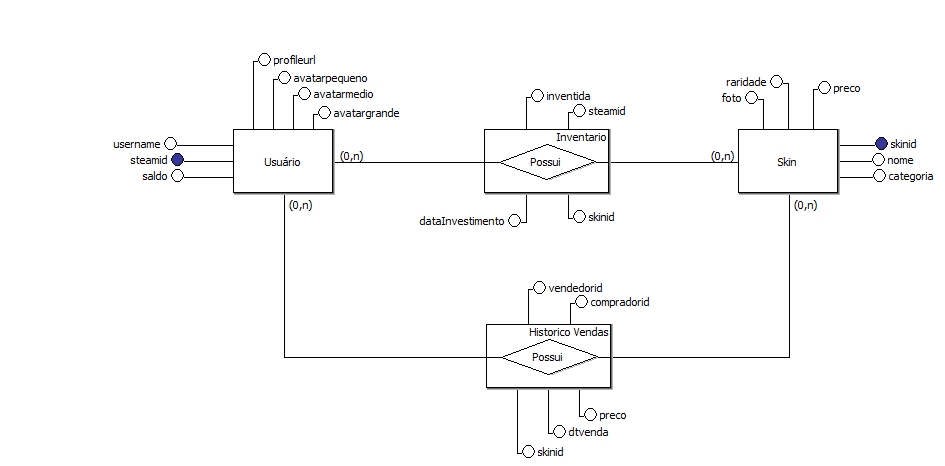 profileurl
avatarpequeno
avatarmedio
avatargrande
username
steamid
saldo
Usuário
(0,n)
(0,n)
inventida
steamid
Inventario
Possui
dataInvestimento
skinid
raridade
foto
preco
(0,n)
Skin
skinid
nome
categoria
(0,n)
vendedorid
compradorid
Historico Vendas
Possui
preco
dtvenda
skinid